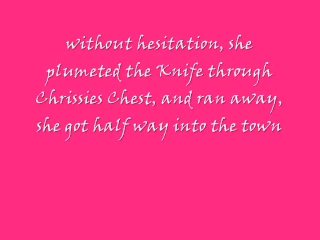 without hesitation, she
plumeted the Knife through
Chrissies Chest, and ran away,
she got half way into the town